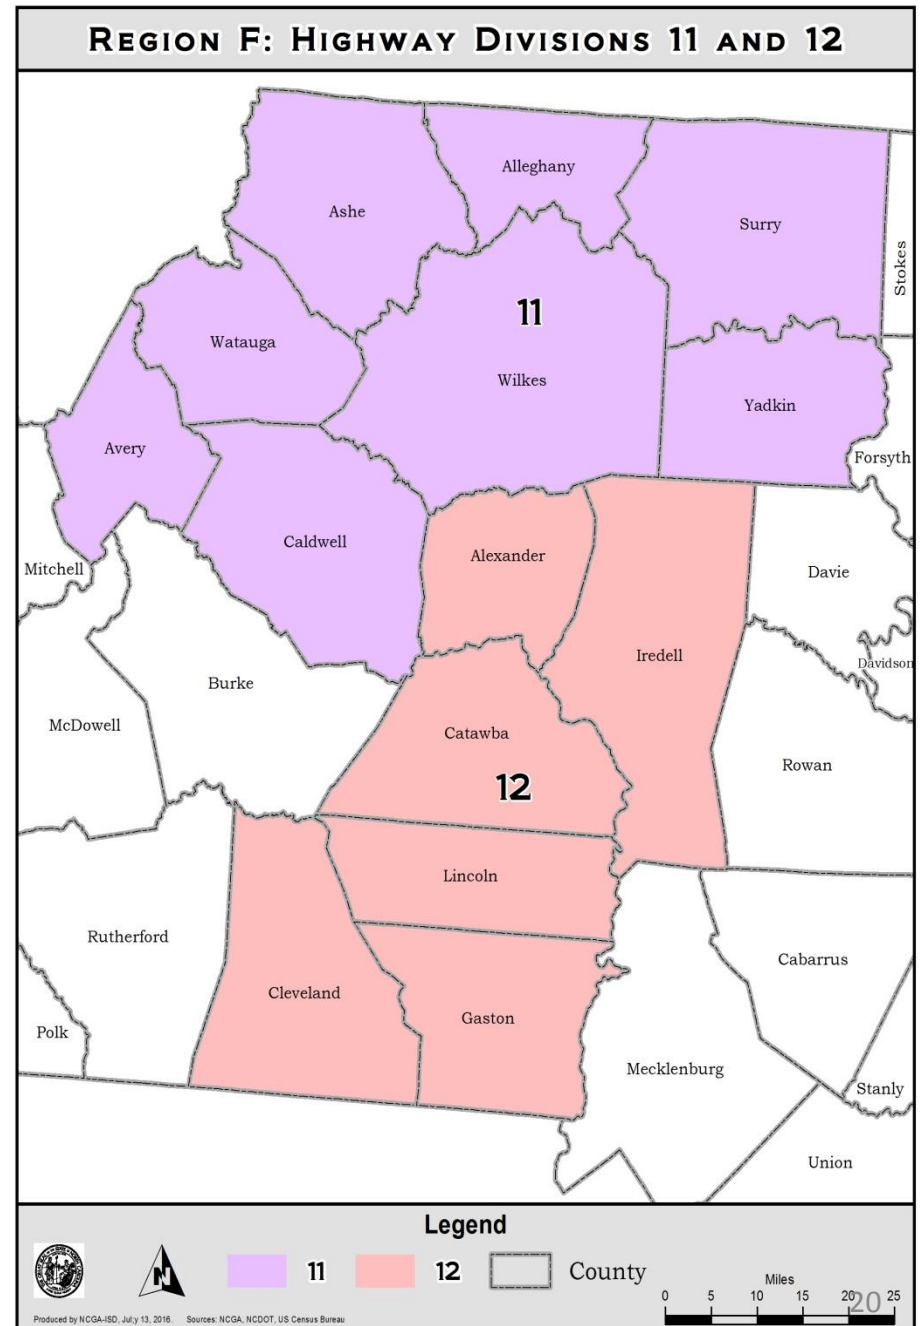 REGION F: HIGHWAY DIVISIONS 11 AND 12
Alleghany
Ashe
Surry
Stokes
11
Watauga
Wilkes
Yadkin
Avery
Forsyth
Caldwell
Alexander
Mitchell
Davie
Iredell
Davidson
Burke
McDowell
Catawba
Rowan
12
Lincoln
Rutherford
Cabarrus
Cleveland
Gaston
Polk
Mecklenburg
Stanly
Union
Legend
11
12
County
Miles
0 5 10 15 20 25
20
Produced by NCGA-ISD, Jul;y 13, 2016. Sources: NCGA, NCDOT, US Census Bureau